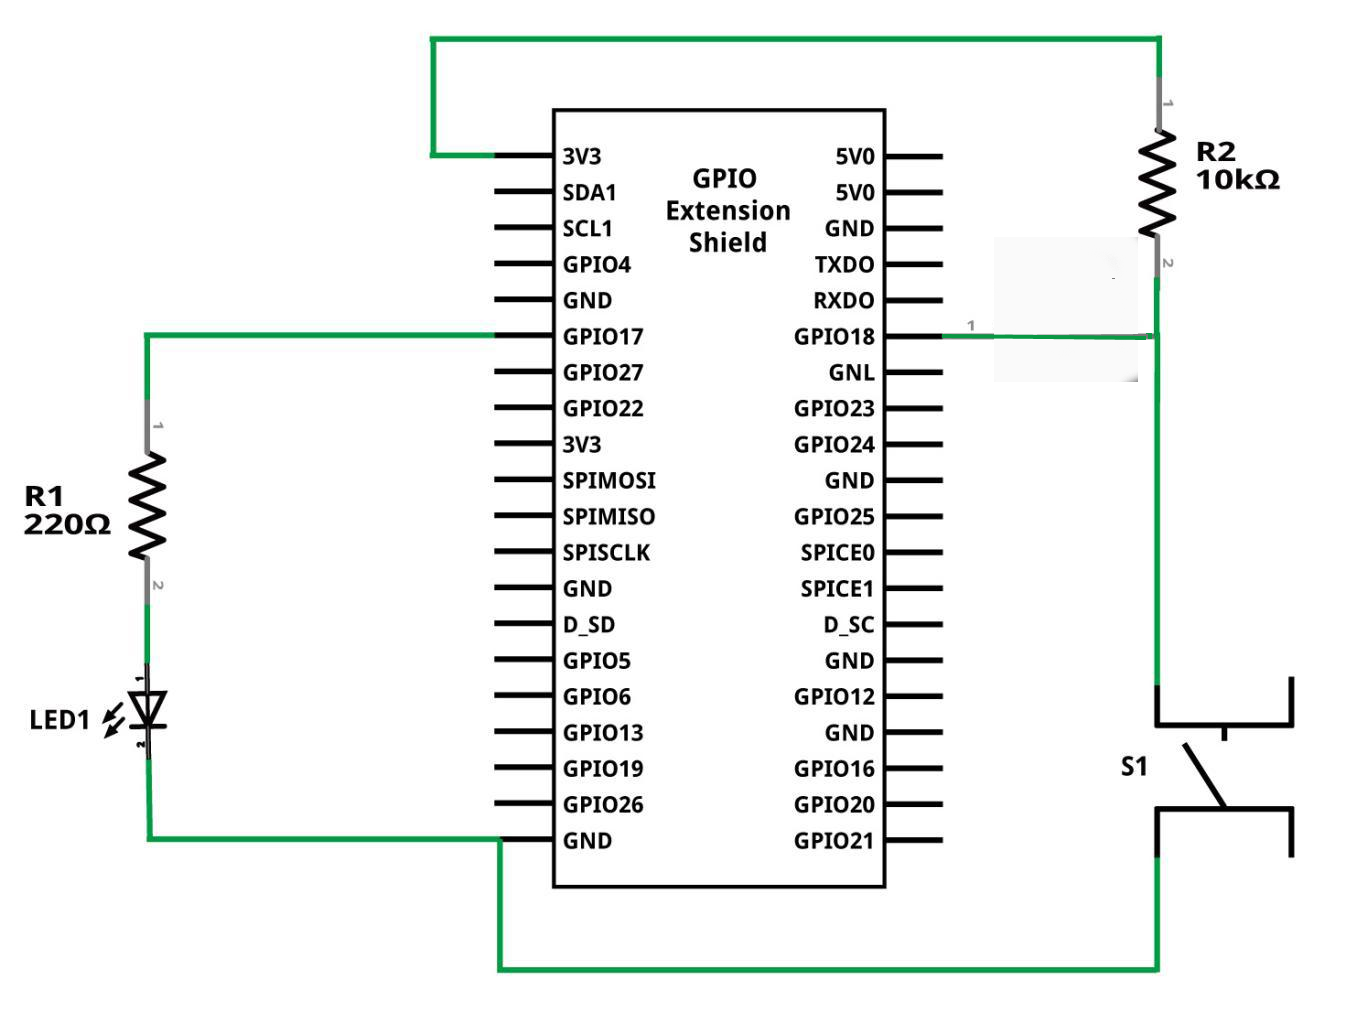 GPIO
Extension
Shield
3V3
SDA1
SCL1
GPIO4
GND
GPIO17
GPIO27
GPIO22
3V3
SPIMOSI
SPIMISO
SPISCLK
GND
D_SD
GPIO5
GPIO6
GPIO13
GPIO19
GPIO26
GND
5V0
5V0
GND
TXDO
RXDO
GPIO18
GNL
GPIO23
GPIO24
GND
GPIO25
SPICE0
SPICE1
D_SC
GND
GPIO12
GND
GPIO16
GPIO20
GPIO21
1
R2
10kΩ
1
2
R1
220Ω
1
2
LED1
1
2
S1